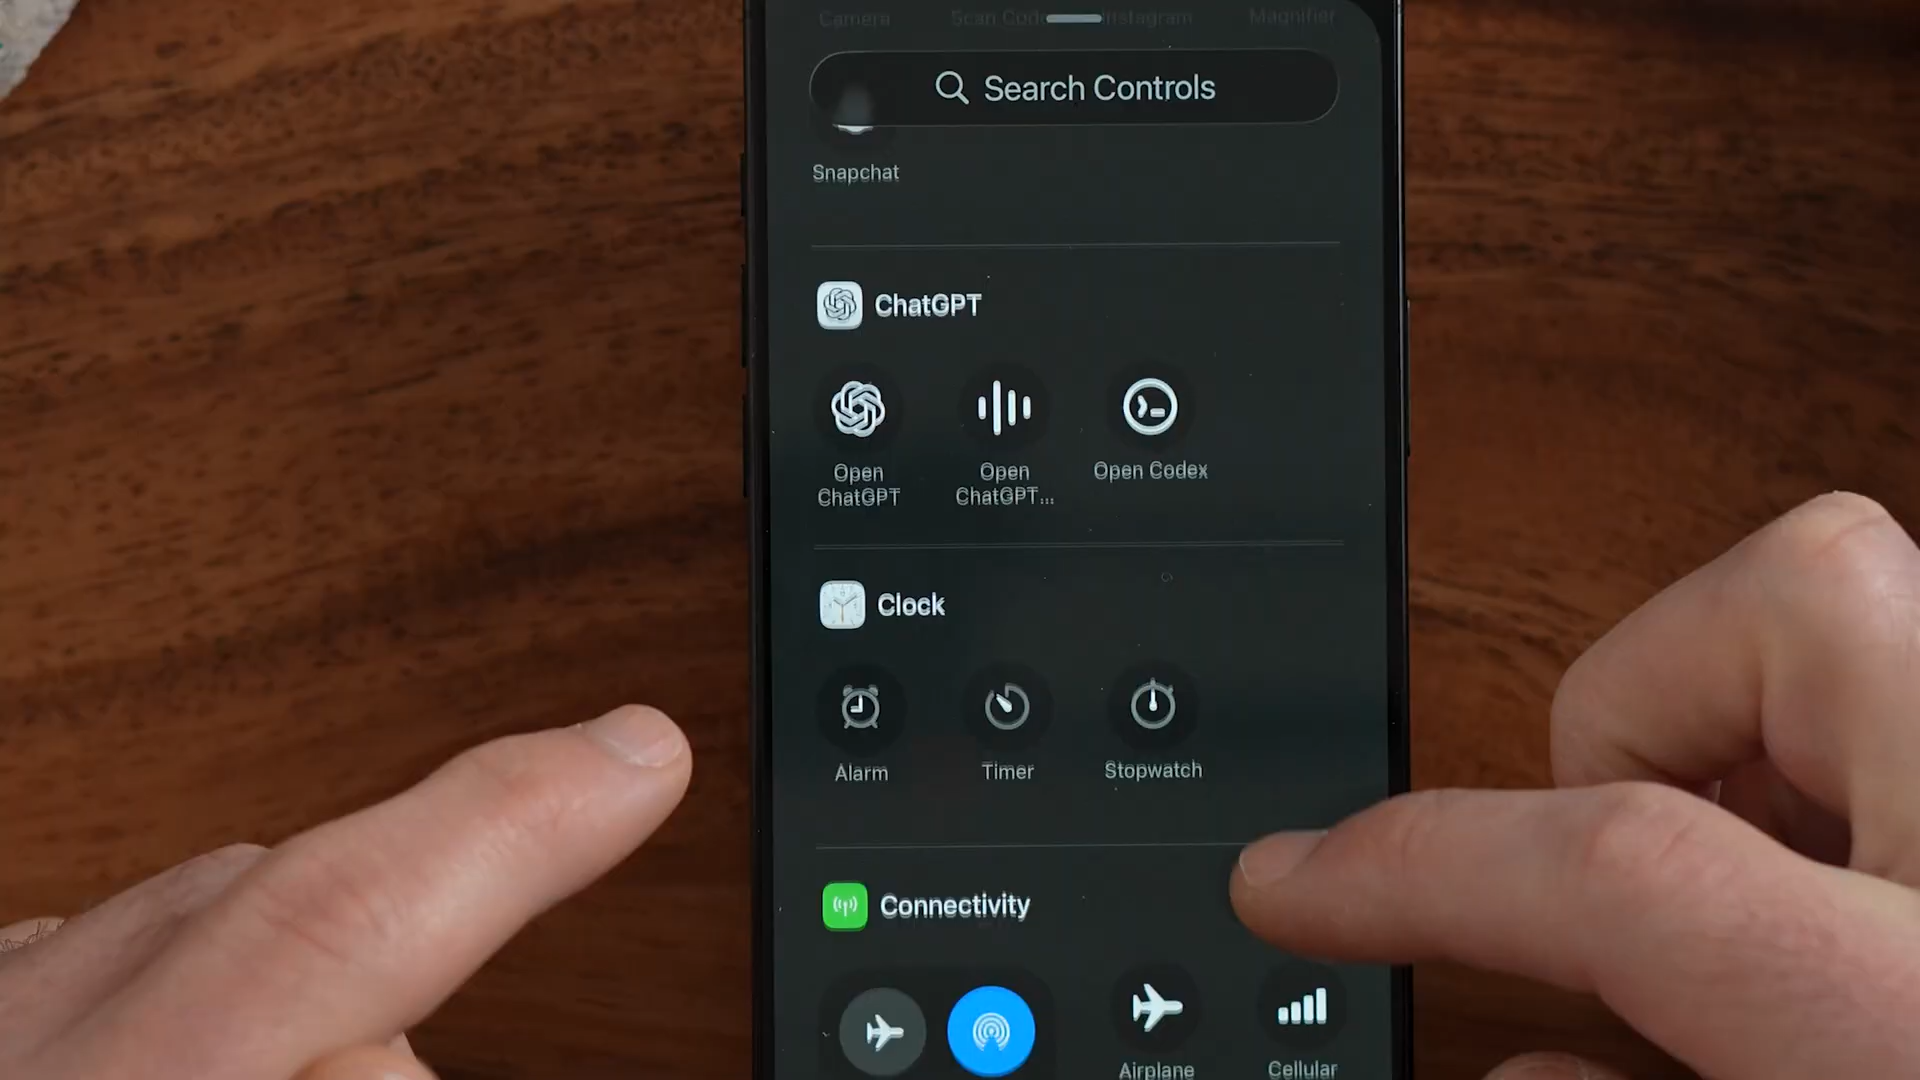 Camera
Scan Code
Instagram
Magnifier
Search Controls
Snapchat
ChatGPT
Open
ChatGPT
Open
ChatGPT...
Open Codex
Clock
Alarm
Timer
Stopwatch
Connectivity
Airplane
Cellular